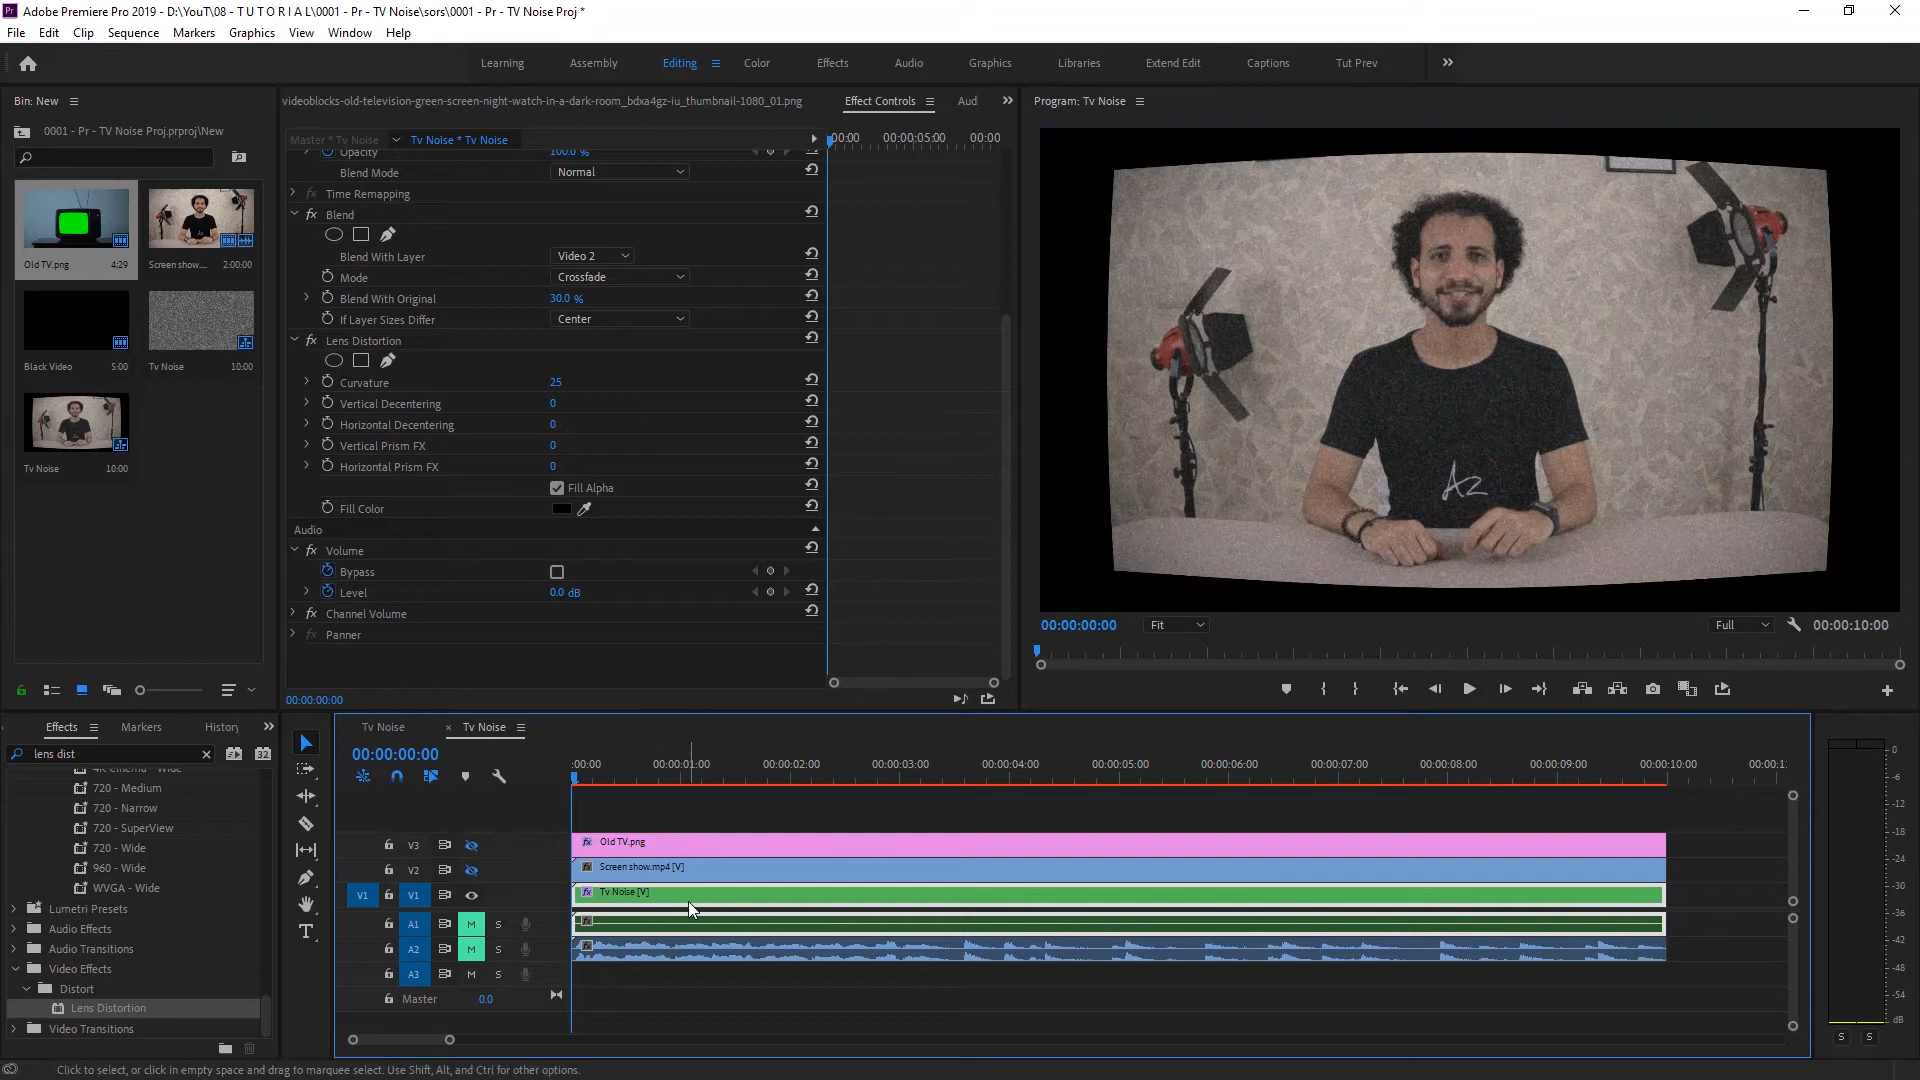 Adobe Premiere Pro 2019 - D:\YouT\08 - T U T O R I A L\0001 - Pr - TV Noise\sors\0001 - Pr - TV Noise Proj *
File Edit Clip Sequence Markers Graphics View Window Help
Learning Assembly Editing Color Effects Audio Graphics Libraries Extend Edit Captions Tut Prev
Bin: New
0001 - Pr - TV Noise Proj.prproj\New
Old TV.png 4:29
Screen show.... 2:00:00
Black Video 5:00
Tv Noise 10:00
Tv Noise 10:00
videoblocks-old-television-green-screen-night-watch-in-a-dark-room_bdxa4gz-iu_thumbnail-1080_01.png
Effect Controls Aud
Master * Tv Noise Tv Noise * Tv Noise
:00:00 00:00:05:00 00:00
Opacity 100.0 %
Blend Mode Normal
fx Time Remapping
fx Blend
Blend With Layer Video 2
Mode Crossfade
Blend With Original 30.0 %
If Layer Sizes Differ Center
fx Lens Distortion
Curvature 25
Vertical Decentering 0
Horizontal Decentering 0
Vertical Prism FX 0
Horizontal Prism FX 0
Fill Alpha
Fill Color
Audio
fx Volume
Bypass
Level 0.0 dB
fx Channel Volume
fx Panner
00:00:00:00
Program: Tv Noise
AZ
00:00:00:00 Fit Full 00:00:10:00
Effects Markers History
lens dist
32
720 - Medium
720 - Narrow
720 - SuperView
720 - Wide
960 - Wide
WVGA - Wide
Lumetri Presets
Audio Effects
Audio Transitions
Video Effects
Distort
Lens Distortion
Video Transitions
Tv Noise × Tv Noise
00:00:00:00
:00:00 00:00:01:00 00:00:02:00 00:00:03:00 00:00:04:00 00:00:05:00 00:00:06:00 00:00:07:00 00:00:08:00 00:00:09:00 00:00:10:00 00:00:1
V3 fx Old TV.png
V2 fx Screen show.mp4 [V]
V1 V1 fx Tv Noise [V]
A1 M S fx
A2 M S fx
A3 M S
Master 0.0
0
-6
-12
-18
-24
-30
-36
-42
-48
-54
dB
S S
Click to select, or click in empty space and drag to marquee select. Use Shift, Alt, and Ctrl for other options.